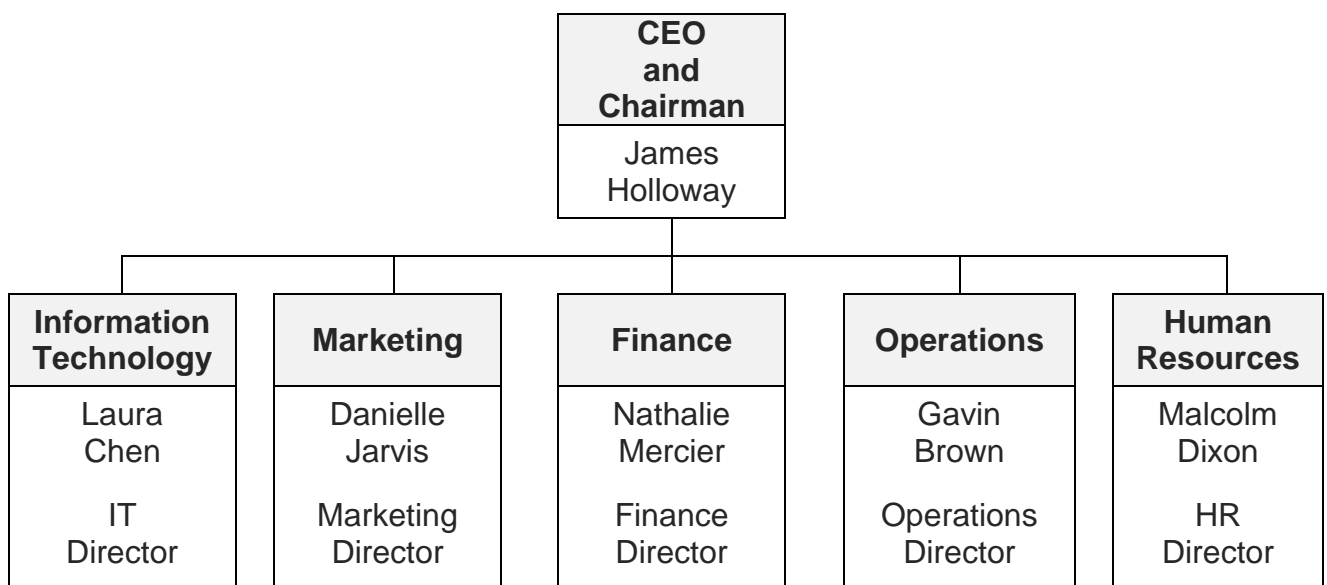 CEO
and
Chairman
James
Holloway
Information
Technology
Laura
Chen
IT
Director
Marketing
Danielle
Jarvis
Marketing
Director
Finance
Nathalie
Mercier
Finance
Director
Operations
Gavin
Brown
Operations
Director
Human
Resources
Malcolm
Dixon
HR
Director